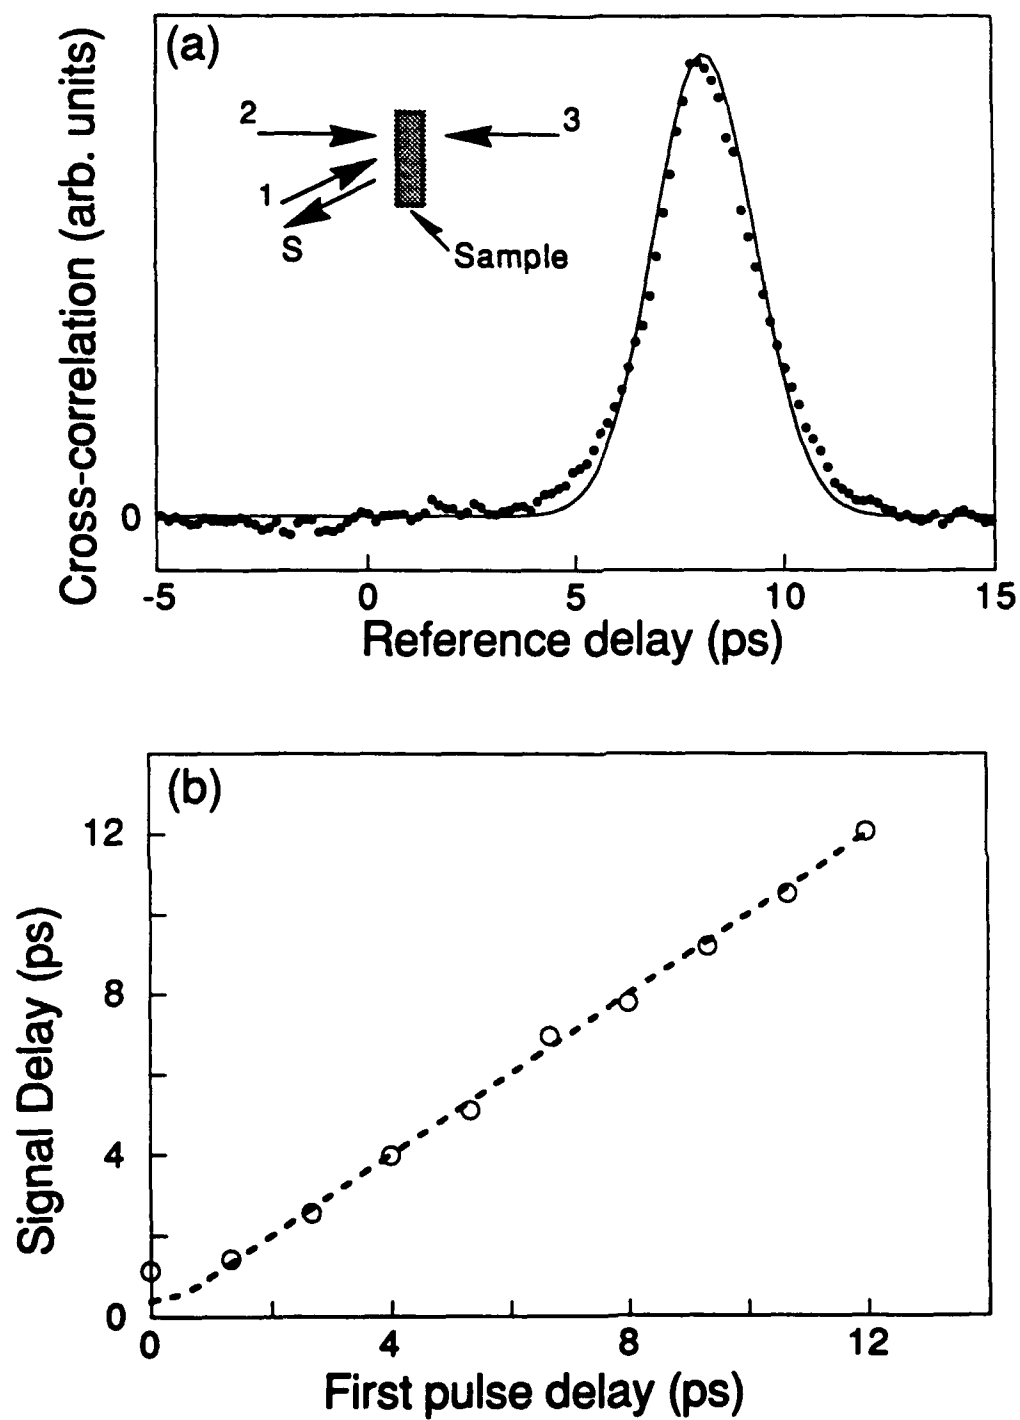 (a)
Cross-correlation (arb. units)
2
3
1
S
Sample
0
-5 0 5 10 15
Reference delay (ps)
(b)
12
8
4
0
Signal Delay (ps)
0 4 8 12
First pulse delay (ps)